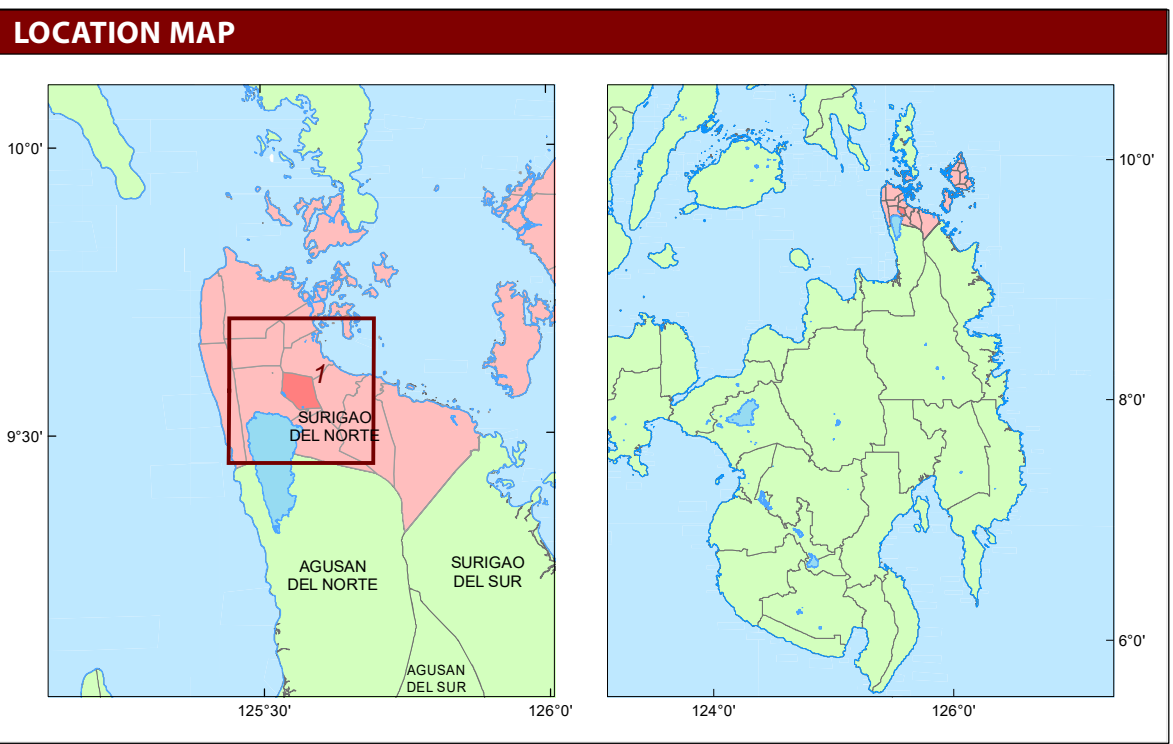 LOCATION MAP
10°0'
9°30'
1
SURIGAO
DEL NORTE
AGUSAN
DEL NORTE
SURIGAO
DEL SUR
AGUSAN
DEL SUR
125°30'
126°0'
10°0'
8°0'
6°0'
124°0'
126°0'